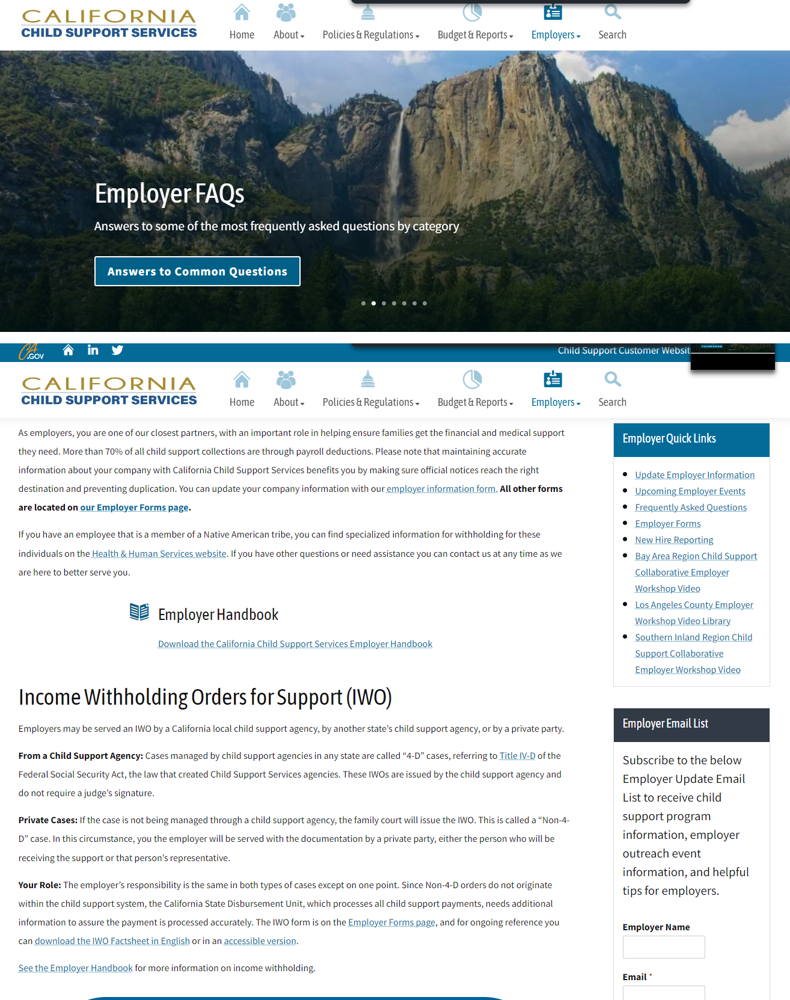 CALIFORNIA
CHILD SUPPORT SERVICES
Home
About
Policies & Regulations
Budget & Reports
Employers
Search
Employer FAQs
Answers to some of the most frequently asked questions by category
Answers to Common Questions
CA.GOV
Child Support Customer Websit
CALIFORNIA
CHILD SUPPORT SERVICES
Home
About
Policies & Regulations
Budget & Reports
Employers
Search
As employers, you are one of our closest partners, with an important role in helping ensure families get the financial and medical support
they need. More than 70% of all child support collections are through payroll deductions. Please note that maintaining accurate
information about your company with California Child Support Services benefits you by making sure official notices reach the right
destination and preventing duplication. You can update your company information with our employer information form. All other forms
are located on our Employer Forms page.
If you have an employee that is a member of a Native American tribe, you can find specialized information for withholding for these
individuals on the Health & Human Services website. If you have other questions or need assistance you can contact us at any time as we
are here to better serve you.
Employer Handbook
Download the California Child Support Services Employer Handbook
Income Withholding Orders for Support (IWO)
Employers may be served an IWO by a California local child support agency, by another state's child support agency, or by a private party.
From a Child Support Agency: Cases managed by child support agencies in any state are called “4-D” cases, referring to Title IV-D of the
Federal Social Security Act, the law that created Child Support Services agencies. These IWOs are issued by the child support agency and
do not require a judge's signature.
Private Cases: If the case is not being managed through a child support agency, the family court will issue the IWO. This is called a “Non-4-
D” case. In this circumstance, you the employer will be served with the documentation by a private party, either the person who will be
receiving the support or that person's representative.
Your Role: The employer's responsibility is the same in both types of cases except on one point. Since Non-4-D orders do not originate
within the child support system, the California State Disbursement Unit, which processes all child support payments, needs additional
information to assure the payment is processed accurately. The IWO form is on the Employer Forms page, and for ongoing reference you
can download the IWO Factsheet in English or in an accessible version.
See the Employer Handbook for more information on income withholding.
Employer Quick Links
Update Employer Information
Upcoming Employer Events
Frequently Asked Questions
Employer Forms
New Hire Reporting
Bay Area Region Child Support
Collaborative Employer
Workshop Video
Los Angeles County Employer
Workshop Video Library
Southern Inland Region Child
Support Collaborative
Employer Workshop Video
Employer Email List
Subscribe to the below
Employer Update Email
List to receive child
support program
information, employer
outreach event
information, and helpful
tips for employers.
Employer Name
Email *